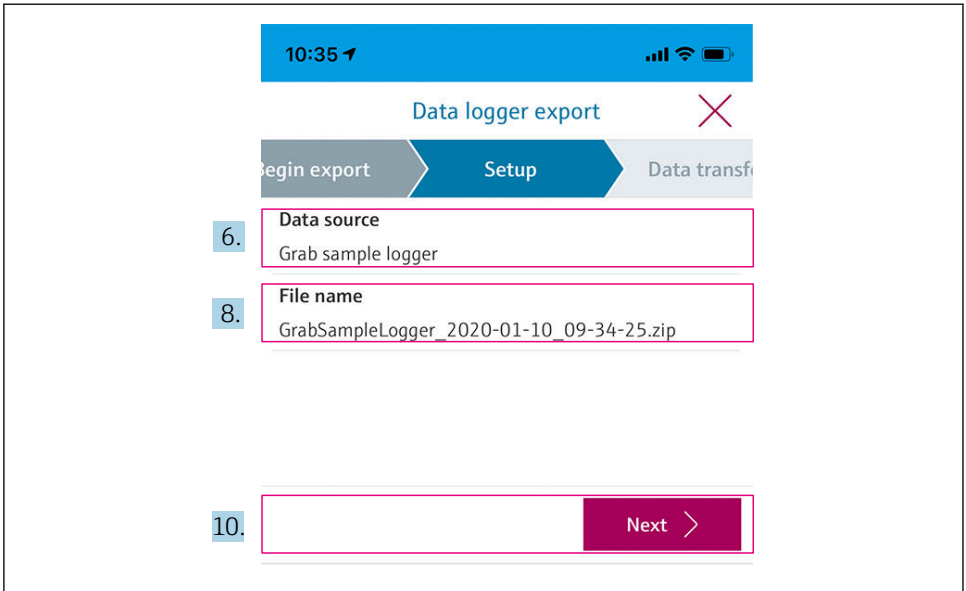 10:35
Data logger export
Begin export Setup Data transf
6. Data source
Grab sample logger
8. File name
GrabSampleLogger_2020-01-10_09-34-25.zip
10. Next